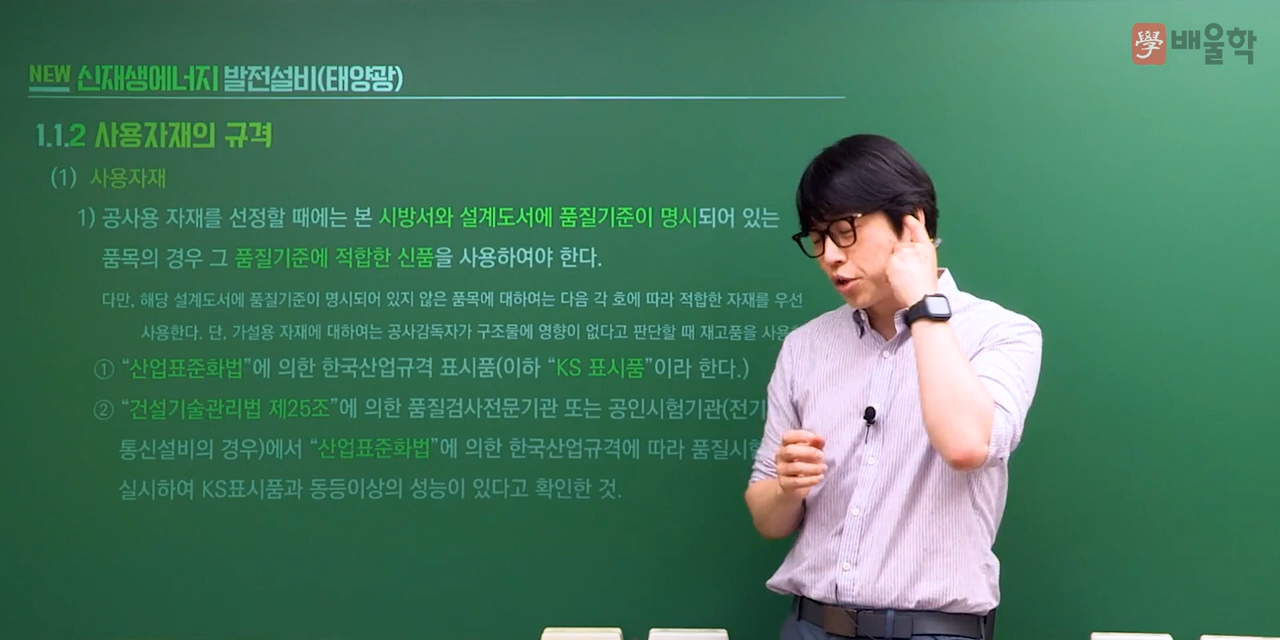 學 배울학
NEW 신재생에너지 발전설비(태양광)
1.1.2 사용자재의 규격
(1) 사용자재
1) 공사용 자재를 선정할 때에는 본 시방서와 설계도서에 품질기준이 명시되어 있는
품목의 경우 그 품질기준에 적합한 신품을 사용하여야 한다.
다만, 해당 설계도서에 품질기준이 명시되어 있지 않은 품목에 대하여는 다음 각 호에 따라 적합한 자재를 우선
사용한다. 단, 가설용 자재에 대하여는 공사감독자가 구조물에 영향이 없다고 판단할 때 재고품을
① “산업표준화법”에 의한 한국산업규격 표시품(이하 “KS 표시품”이라 한다.)
② “건설기술관리법 제25조”에 의한 품질검사전문기관 또는 공인시험기관(전기
통신설비의 경우)에서 “산업표준화법”에 의한 한국산업규격에 따라
실시하여 KS표시품과 동등이상의 성능이 있다고 확인한 것.